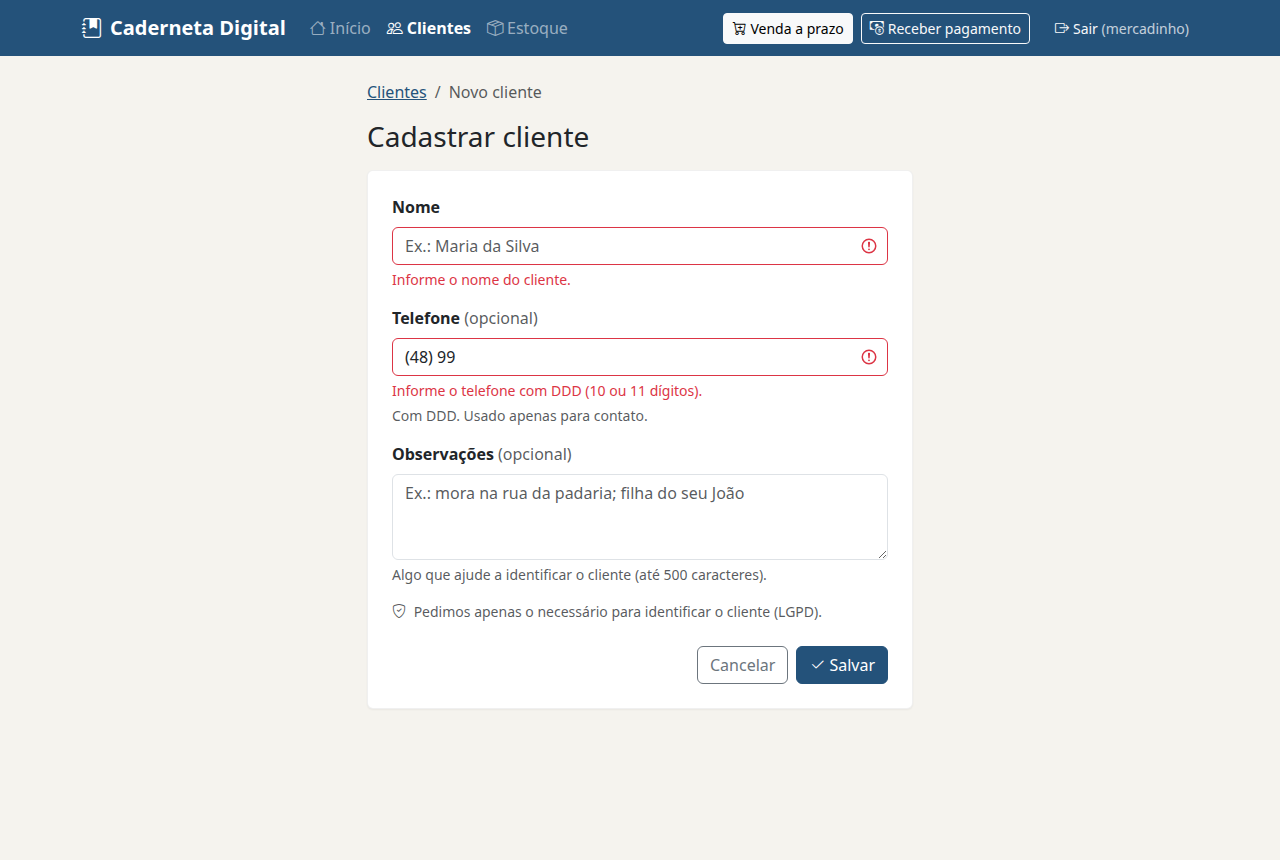 Caderneta Digital Início Clientes Estoque Venda a prazo Receber pagamento Sair (mercadinho)
Clientes / Novo cliente
Cadastrar cliente
Nome
Ex.: Maria da Silva
Informe o nome do cliente.
Telefone (opcional)
(48) 99
Informe o telefone com DDD (10 ou 11 dígitos).
Com DDD. Usado apenas para contato.
Observações (opcional)
Ex.: mora na rua da padaria; filha do seu João
Algo que ajude a identificar o cliente (até 500 caracteres).
Pedimos apenas o necessário para identificar o cliente (LGPD).
Cancelar Salvar